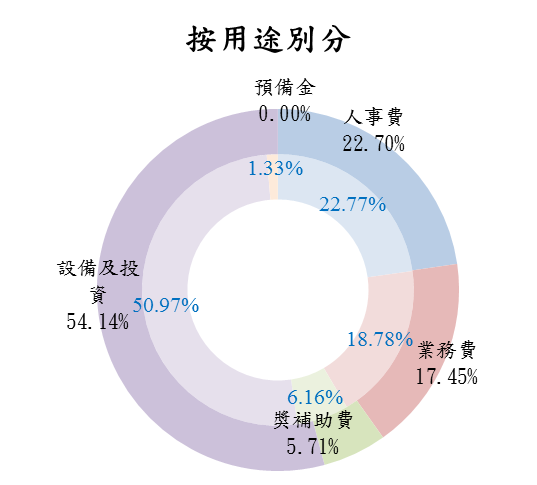 按用途別分
預備金
0.00%
人事費
22.70%
1.33%
22.77%
設備及投
資
54.14%
50.97%
18.78%
業務費
17.45%
6.16%
獎補助費
5.71%